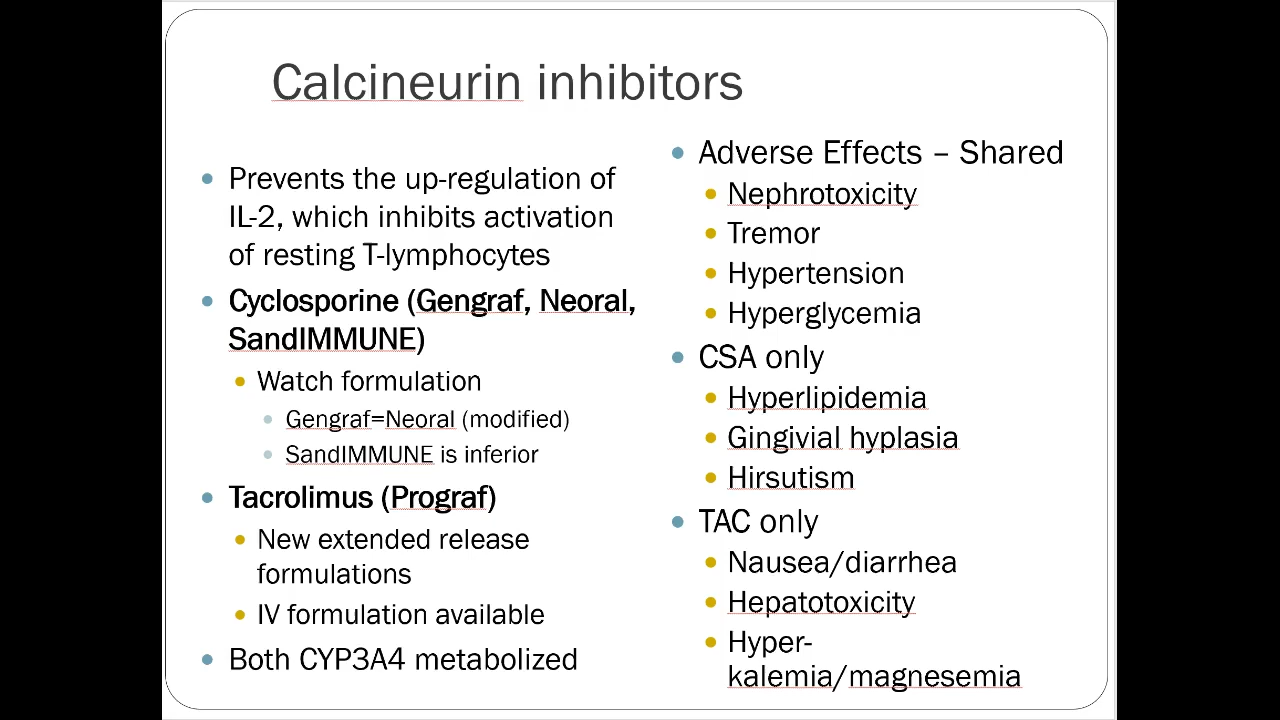 Calcineurin inhibitors
Prevents the up-regulation of
IL-2, which inhibits activation
of resting T-lymphocytes
Cyclosporine (Gengraf, Neoral,
SandIMMUNE)
Watch formulation
Gengraf=Neoral (modified)
SandIMMUNE is inferior
Tacrolimus (Prograf)
New extended release
formulations
IV formulation available
Both CYP3A4 metabolized
Adverse Effects – Shared
Nephrotoxicity
Tremor
Hypertension
Hyperglycemia
CSA only
Hyperlipidemia
Gingivial hyplasia
Hirsutism
TAC only
Nausea/diarrhea
Hepatotoxicity
Hyper-
kalemia/magnesemia